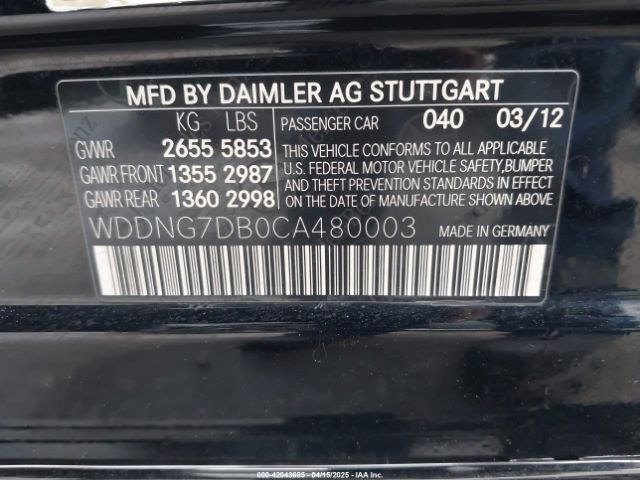 MFD BY DAIMLER AG STUTTGART
KG LBS PASSENGER CAR 040 03/12
GVWR 2655 5853
GAWR FRONT 1355 2987
GAWR REAR 1360 2998
THIS VEHICLE CONFORMS TO ALL APPLICABLE
U.S. FEDERAL MOTOR VEHICLE SAFETY,BUMPER
AND THEFT PREVENTION STANDARDS IN EFFECT
ON THE DATE OF MANUFACTURE SHOWN ABOVE.
WDDNG7DB0CA480003 MADE IN GERMANY
000-42043685 - 04/15/2025 - IAA Inc.